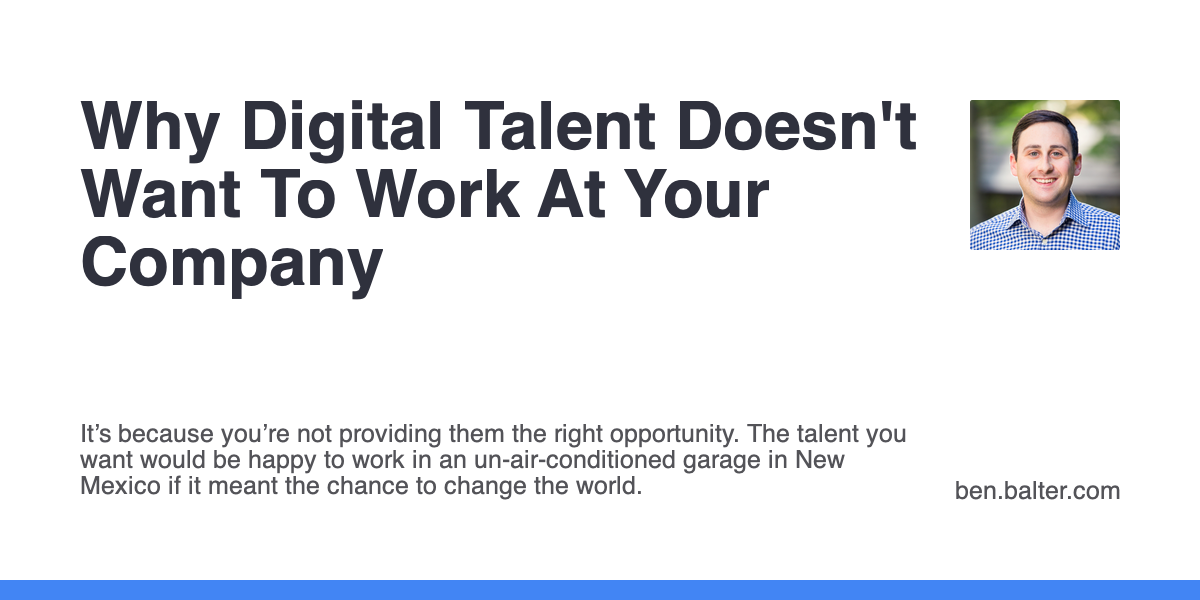 Why Digital Talent Doesn't
Want To Work At Your
Company
It’s because you’re not providing them the right opportunity. The talent you
want would be happy to work in an un-air-conditioned garage in New
Mexico if it meant the chance to change the world.
ben.balter.com